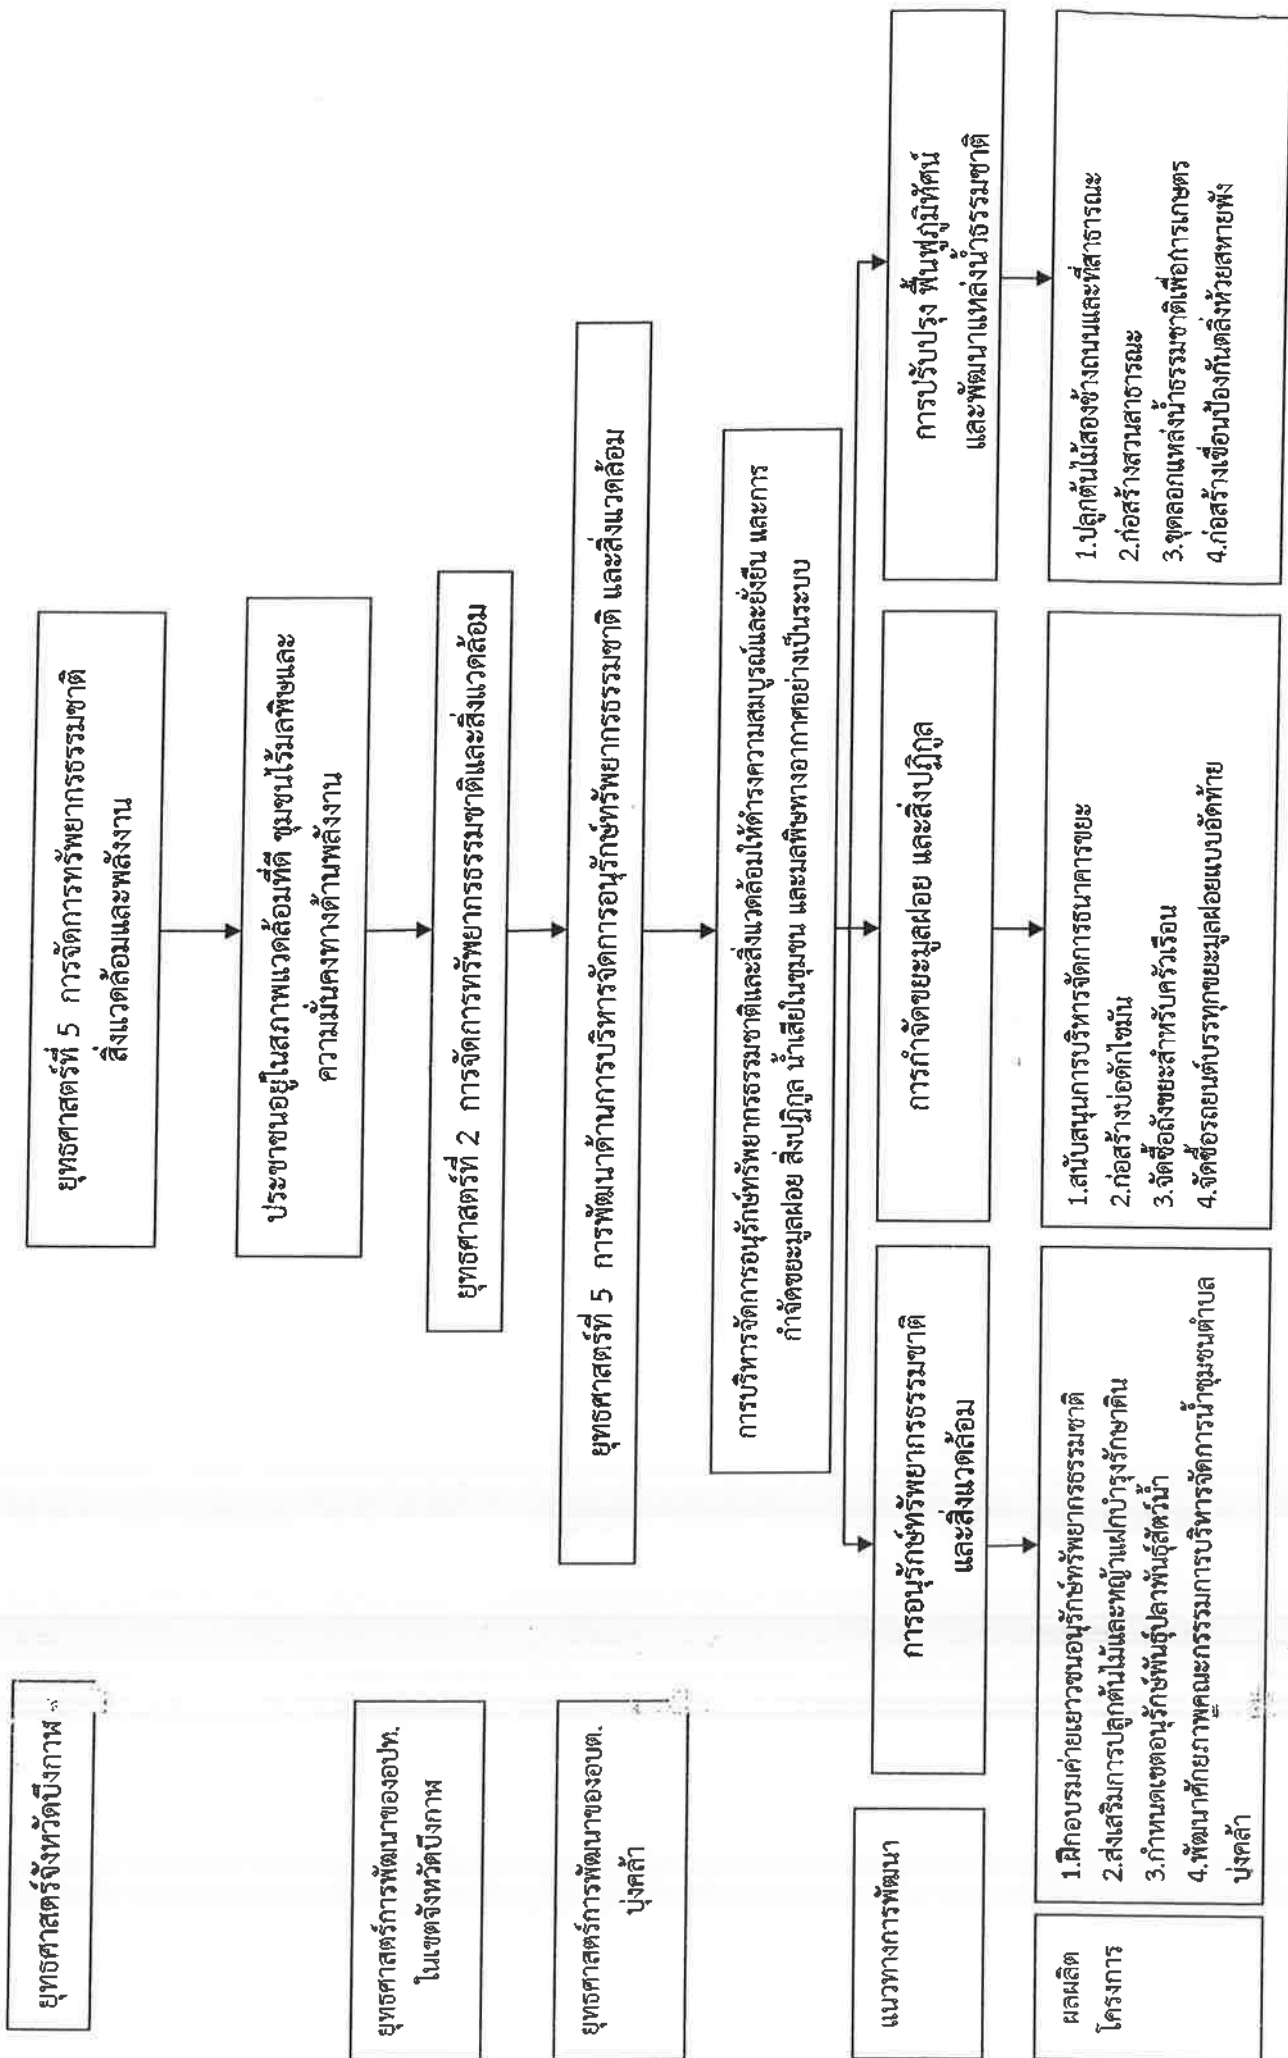 ยุทธศาสตร์จังหวัดบึงกาฬ
ยุทธศาสตร์ที่ 5 การจัดการทรัพยากรธรรมชาติ
สิ่งแวดล้อมและพลังงาน
ประชาชนอยู่ในสภาพแวดล้อมที่ดี ชุมชนไร้มลพิษและ
ความมั่นคงทางด้านพลังงาน
ยุทธศาสตร์การพัฒนาของอปท.
ในเขตจังหวัดบึงกาฬ
ยุทธศาสตร์ที่ 2 การจัดการทรัพยากรธรรมชาติและสิ่งแวดล้อม
ยุทธศาสตร์การพัฒนาของอบต.
บุ่งคล้า
ยุทธศาสตร์ที่ 5 การพัฒนาด้านการบริหารจัดการอนุรักษ์ทรัพยากรธรรมชาติ และสิ่งแวดล้อม
การบริหารจัดการอนุรักษ์ทรัพยากรธรรมชาติและสิ่งแวดล้อมให้ดำรงความสมบูรณ์และยั่งยืน และการ
กำจัดขยะมูลฝอย สิ่งปฏิกูล น้ำเสียในชุมชน และมลพิษทางอากาศอย่างเป็นระบบ
แนวทางการพัฒนา
การอนุรักษ์ทรัพยากรธรรมชาติ
และสิ่งแวดล้อม
การกำจัดขยะมูลฝอย และสิ่งปฏิกูล
การปรับปรุง ฟื้นฟูภูมิทัศน์
และพัฒนาแหล่งน้ำธรรมชาติ
ผลผลิต
โครงการ
1.ฝึกอบรมค่ายเยาวชนอนุรักษ์ทรัพยากรธรรมชาติ
2.ส่งเสริมการปลูกต้นไม้และหญ้าแฝกบำรุงรักษาดิน
3.กำหนดเขตอนุรักษ์พันธุ์ปลาพันธุ์สัตว์น้ำ
4.พัฒนาศักยภาพคณะกรรมการบริหารจัดการน้ำชุมชนตำบล
บุ่งคล้า
1.สนับสนุนการบริหารจัดการธนาคารขยะ
2.ก่อสร้างบ่อดักไขมัน
3.จัดซื้อถังขยะสำหรับครัวเรือน
4.จัดซื้อรถยนต์บรรทุกขยะมูลฝอยแบบอัดท้าย
1.ปลูกต้นไม้สองข้างถนนและที่สาธารณะ
2.ก่อสร้างสวนสาธารณะ
3.ขุดลอกแหล่งน้ำธรรมชาติเพื่อการเกษตร
4.ก่อสร้างเขื่อนป้องกันตลิ่งห้วยสหายพัง